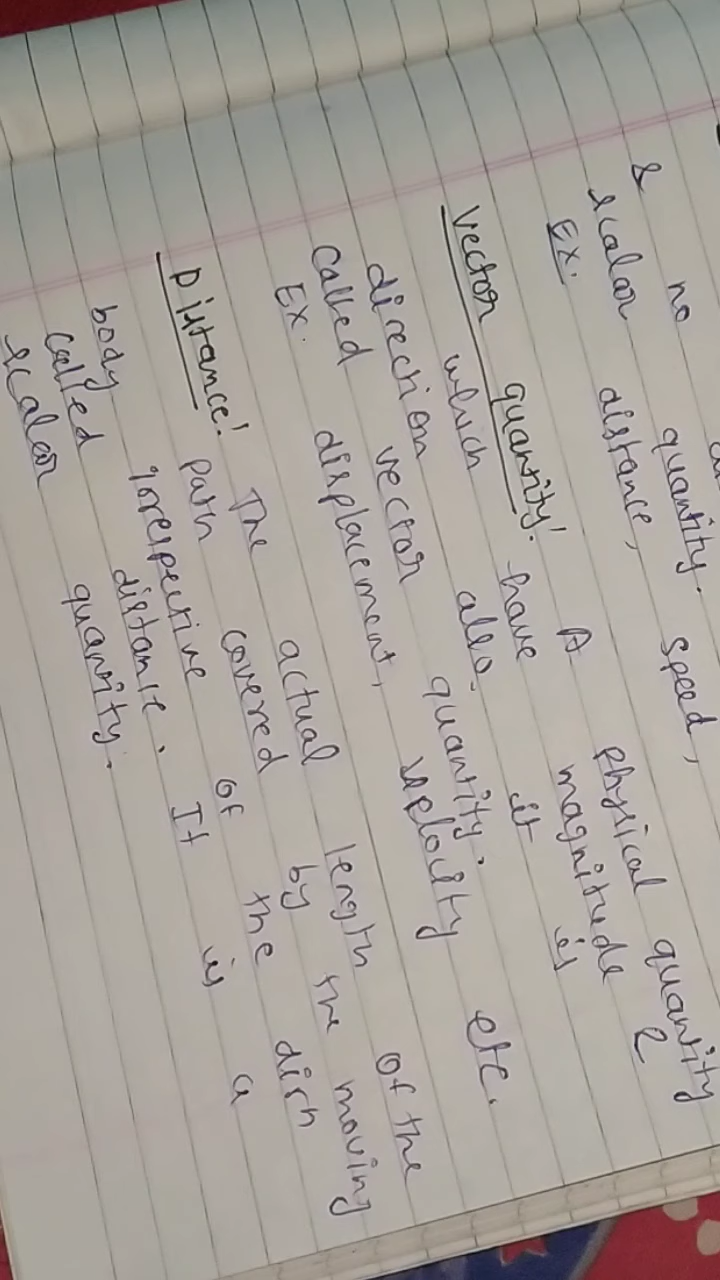 & no
scalar quantity.
EX. distance, speed,
Vector quantity! A physical quantity
which have magnitude &
direction also. it is
called vector quantity.
EX. displacement, velocity etc.
Distance! The actual length of the
path covered by the moving
body irrespective of the dirn
called distance. It is a
scalar quantity.